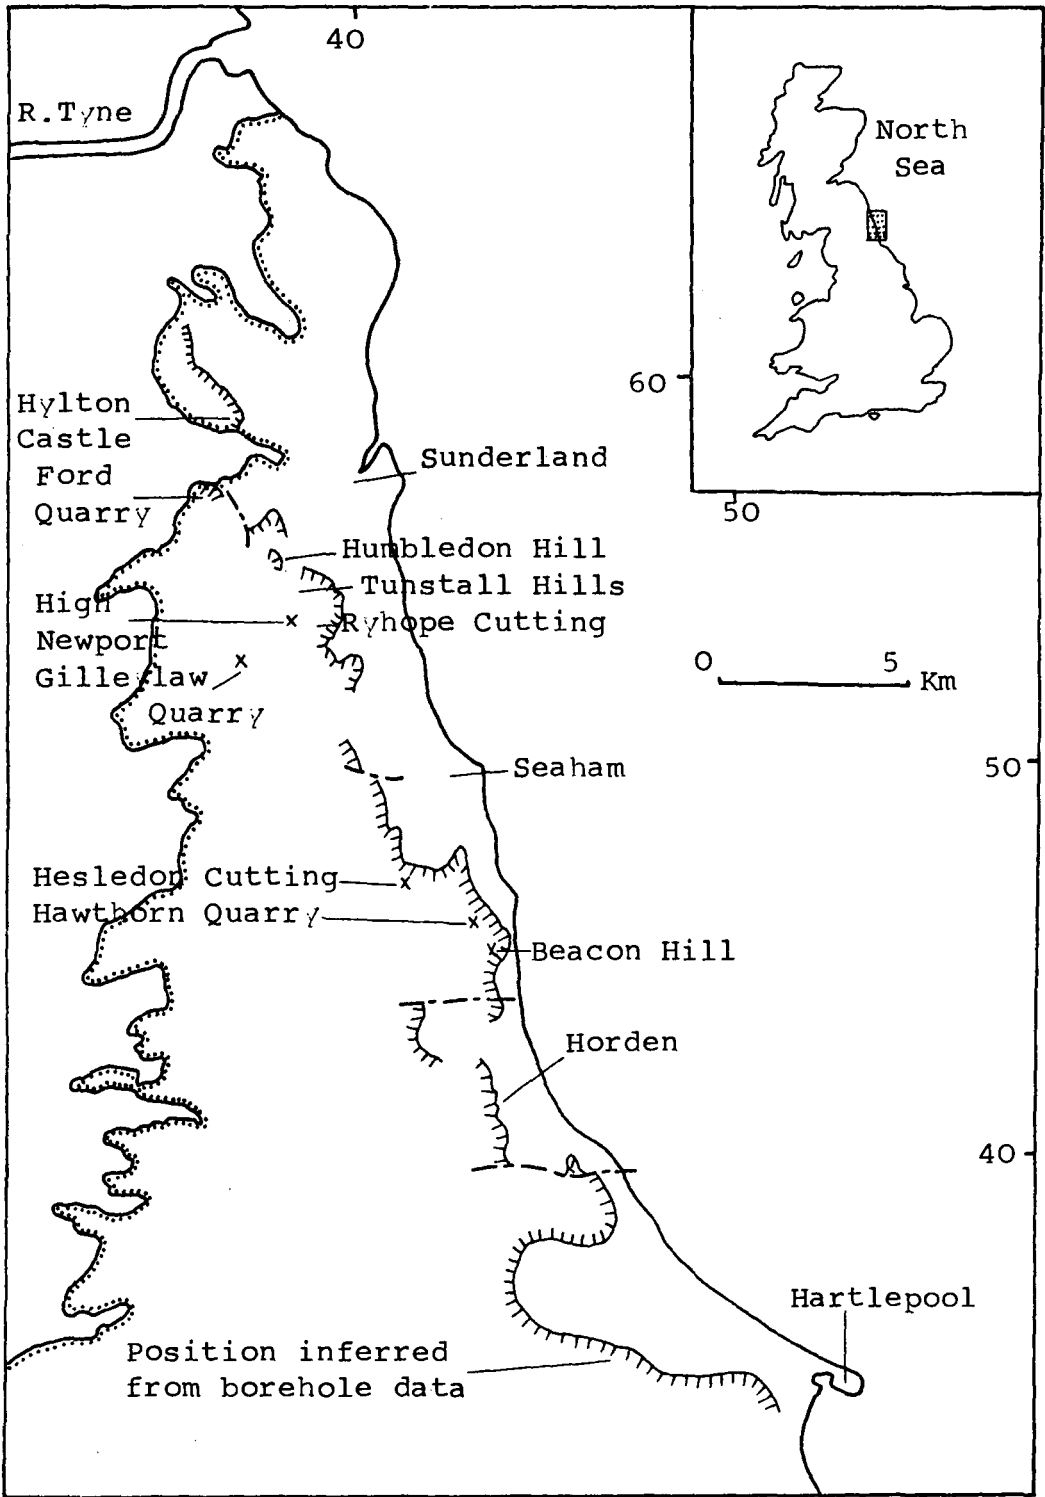 40
R.Tyne
North
Sea
60
Hylton
Castle
Ford
Quarry
Sunderland
50
Humbledon Hill
Tunstall Hills
High
Newport
Ryhope Cutting
Gilleylaw
Quarry
0 5 Km
Seaham
50
Hesledon Cutting
Hawthorn Quarry
Beacon Hill
Horden
40
Hartlepool
Position inferred
from borehole data